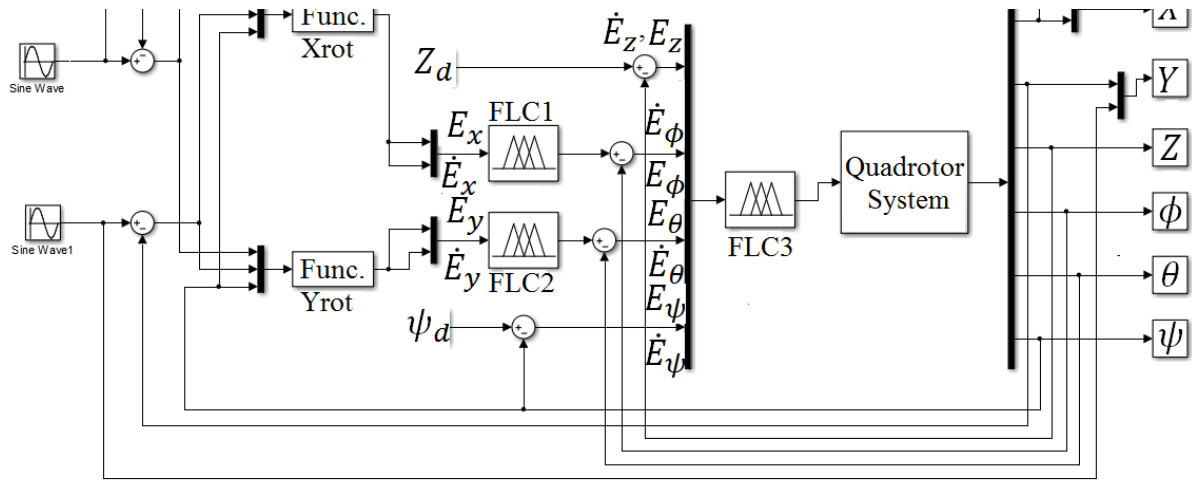 Func.
Xrot
X
Sine Wave
Z_d
Ė_z, E_z
Y
FLC1
E_x
Ė_x
Ė_ϕ
E_ϕ
Z
Quadrotor
System
FLC3
ϕ
Sine Wave1
E_y
Ė_y
FLC2
E_θ
Ė_θ
θ
Func.
Yrot
ψ_d
E_ψ
Ė_ψ
ψ